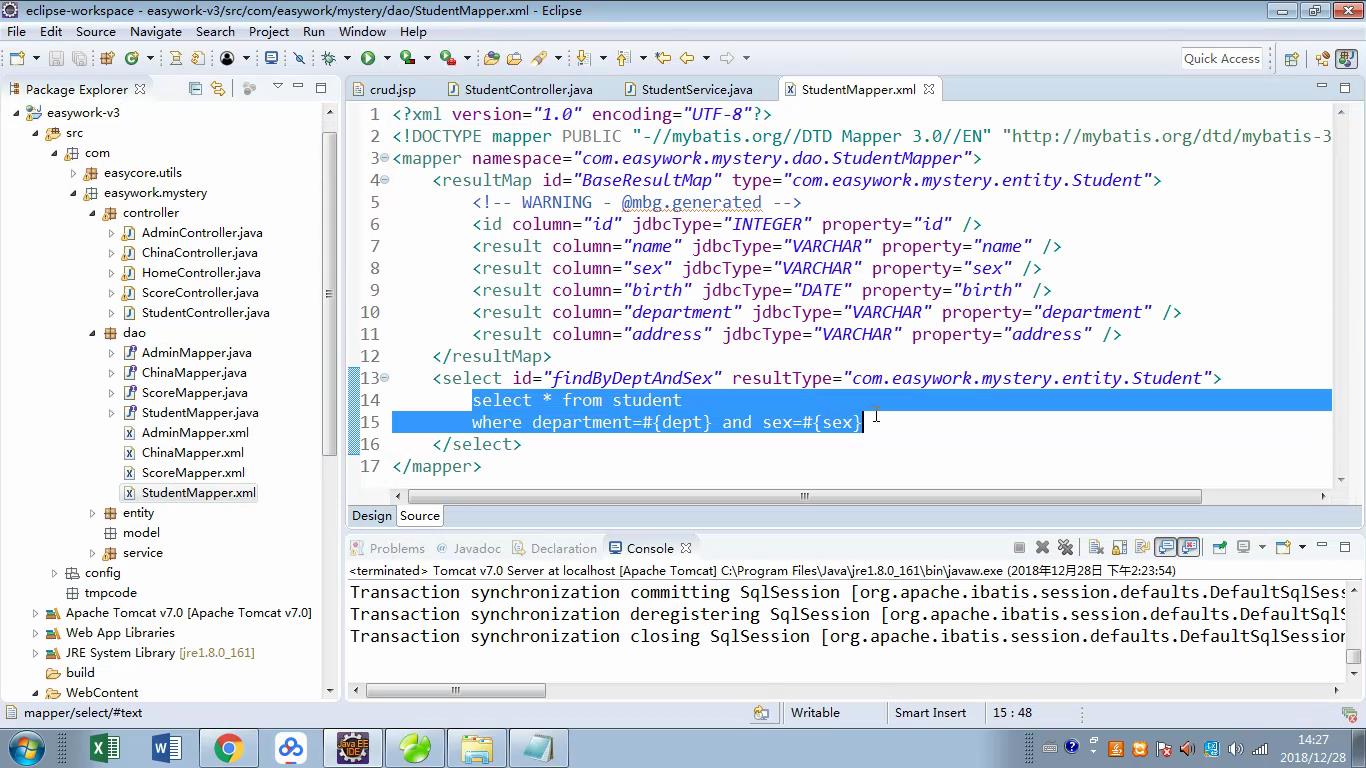 eclipse-workspace - easywork-v3/src/com/easywork/mystery/dao/StudentMapper.xml - Eclipse
File Edit Source Navigate Search Project Run Window Help
Quick Access
Package Explorer
crud.jsp StudentController.java StudentService.java StudentMapper.xml
easywork-v3
src
com
easycore.utils
easywork.mystery
controller
AdminController.java
ChinaController.java
HomeController.java
ScoreController.java
StudentController.java
dao
AdminMapper.java
ChinaMapper.java
ScoreMapper.java
StudentMapper.java
AdminMapper.xml
ChinaMapper.xml
ScoreMapper.xml
StudentMapper.xml
entity
model
service
config
tmpcode
Apache Tomcat v7.0 [Apache Tomcat v7.0]
Web App Libraries
JRE System Library [jre1.8.0_161]
build
WebContent
1 <?xml version="1.0" encoding="UTF-8"?>
2 <!DOCTYPE mapper PUBLIC "-//mybatis.org//DTD Mapper 3.0//EN" "http://mybatis.org/dtd/mybatis-3
3 <mapper namespace="com.easywork.mystery.dao.StudentMapper">
4 <resultMap id="BaseResultMap" type="com.easywork.mystery.entity.Student">
5 <!-- WARNING - @mbg.generated -->
6 <id column="id" jdbcType="INTEGER" property="id" />
7 <result column="name" jdbcType="VARCHAR" property="name" />
8 <result column="sex" jdbcType="VARCHAR" property="sex" />
9 <result column="birth" jdbcType="DATE" property="birth" />
10 <result column="department" jdbcType="VARCHAR" property="department" />
11 <result column="address" jdbcType="VARCHAR" property="address" />
12 </resultMap>
13 <select id="findByDeptAndSex" resultType="com.easywork.mystery.entity.Student">
14 select * from student
15 where department=#{dept} and sex=#{sex}
16 </select>
17 </mapper>
Design Source
Problems Javadoc Declaration Console
<terminated> Tomcat v7.0 Server at localhost [Apache Tomcat] C:\Program Files\Java\jre1.8.0_161\bin\javaw.exe (2018年12月28日 下午2:23:54)
Transaction synchronization committing SqlSession [org.apache.ibatis.session.defaults.DefaultSqlSess
Transaction synchronization deregistering SqlSession [org.apache.ibatis.session.defaults.DefaultSqlSe
Transaction synchronization closing SqlSession [org.apache.ibatis.session.defaults.DefaultSqlSession
mapper/select/#text
Writable Smart Insert 15 : 48
14:27
2018/12/28